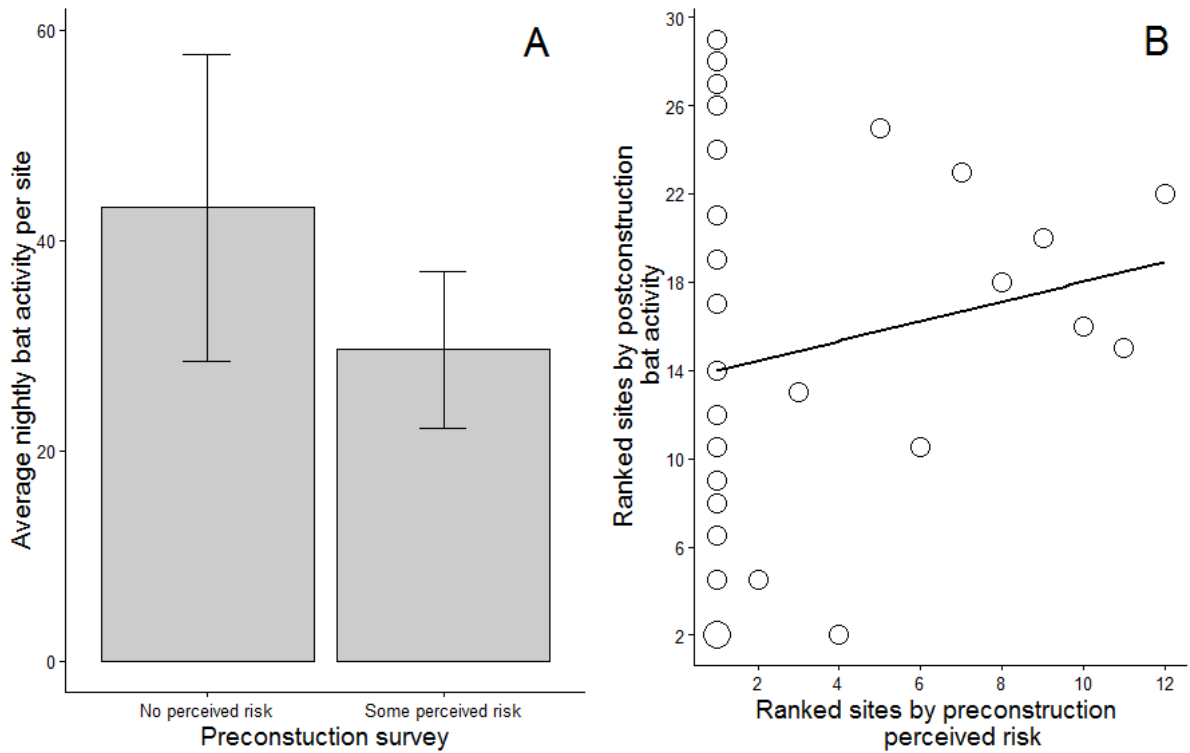 A
60
40
20
0
Average nightly bat activity per site
No perceived risk
Some perceived risk
Preconstuction survey
B
30
26
22
18
14
10
6
2
Ranked sites by postconstruction
bat activity
2
4
6
8
10
12
Ranked sites by preconstruction
perceived risk